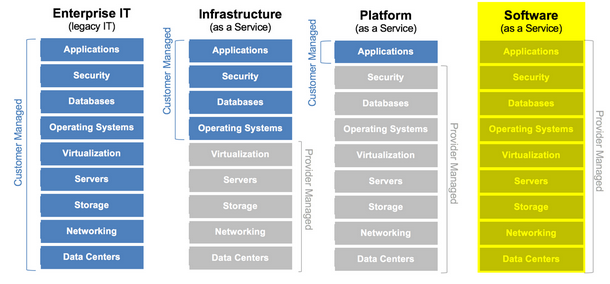 Enterprise IT
(legacy IT)
Customer Managed
Applications
Security
Databases
Operating Systems
Virtualization
Servers
Storage
Networking
Data Centers
Infrastructure
(as a Service)
Customer Managed
Applications
Security
Databases
Operating Systems
Virtualization
Servers
Storage
Networking
Data Centers
Provider Managed
Platform
(as a Service)
Customer Managed
Applications
Security
Databases
Operating Systems
Virtualization
Servers
Storage
Networking
Data Centers
Provider Managed
Software
(as a Service)
Applications
Security
Databases
Operating Systems
Virtualization
Servers
Storage
Networking
Data Centers
Provider Managed